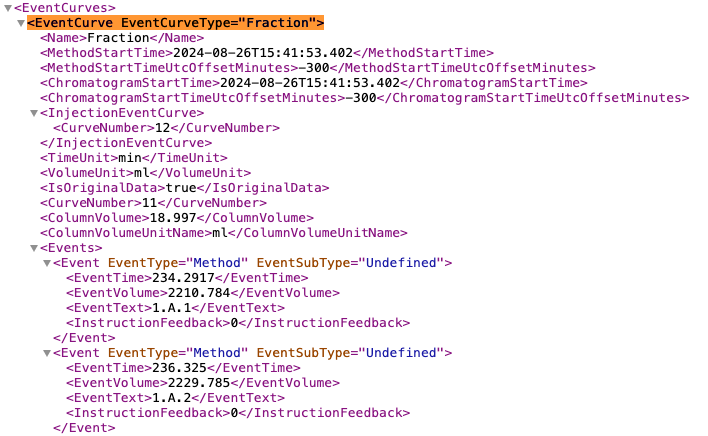 <EventCurves>
<EventCurve EventCurveType="Fraction">
<Name>Fraction</Name>
<MethodStartTime>2024-08-26T15:41:53.402</MethodStartTime>
<MethodStartTimeUtcOffsetMinutes>-300</MethodStartTimeUtcOffsetMinutes>
<ChromatogramStartTime>2024-08-26T15:41:53.402</ChromatogramStartTime>
<ChromatogramStartTimeUtcOffsetMinutes>-300</ChromatogramStartTimeUtcOffsetMinutes>
<InjectionEventCurve>
<CurveNumber>12</CurveNumber>
</InjectionEventCurve>
<TimeUnit>min</TimeUnit>
<VolumeUnit>ml</VolumeUnit>
<IsOriginalData>true</IsOriginalData>
<CurveNumber>11</CurveNumber>
<ColumnVolume>18.997</ColumnVolume>
<ColumnVolumeUnitName>ml</ColumnVolumeUnitName>
<Events>
<Event EventType="Method" EventSubType="Undefined">
<EventTime>234.2917</EventTime>
<EventVolume>2210.784</EventVolume>
<EventText>1.A.1</EventText>
<InstructionFeedback>0</InstructionFeedback>
</Event>
<Event EventType="Method" EventSubType="Undefined">
<EventTime>236.325</EventTime>
<EventVolume>2229.785</EventVolume>
<EventText>1.A.2</EventText>
<InstructionFeedback>0</InstructionFeedback>
</Event>